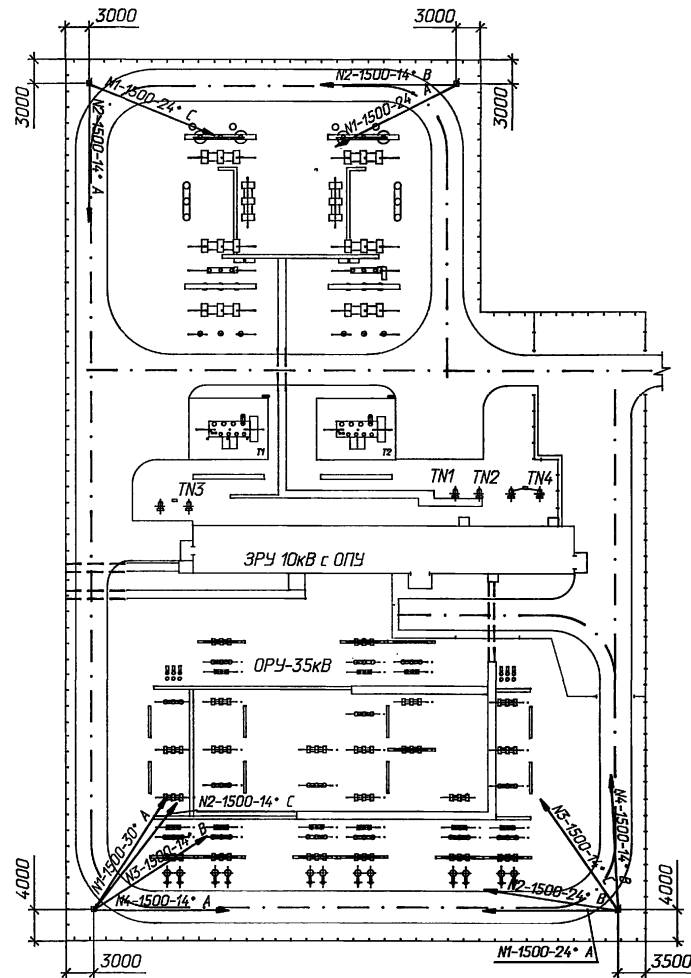 3000
3000
3000
3000
N2-1500-14° В
N1-1500-24° А
N1-1500-24° С
N2-1500-14° А
Т1
Т2
TN3
TN1
TN2
TN4
ЗРУ 10кВ с ОПУ
ОРУ-35кВ
N2-1500-14° С
N1-1500-30° А
N3-1500-14° В
N4-1500-14° А
N3-1500-14°
N4-1500-14° В
N2-1500-24° В
N1-1500-24° А
4000
4000
3000
3500